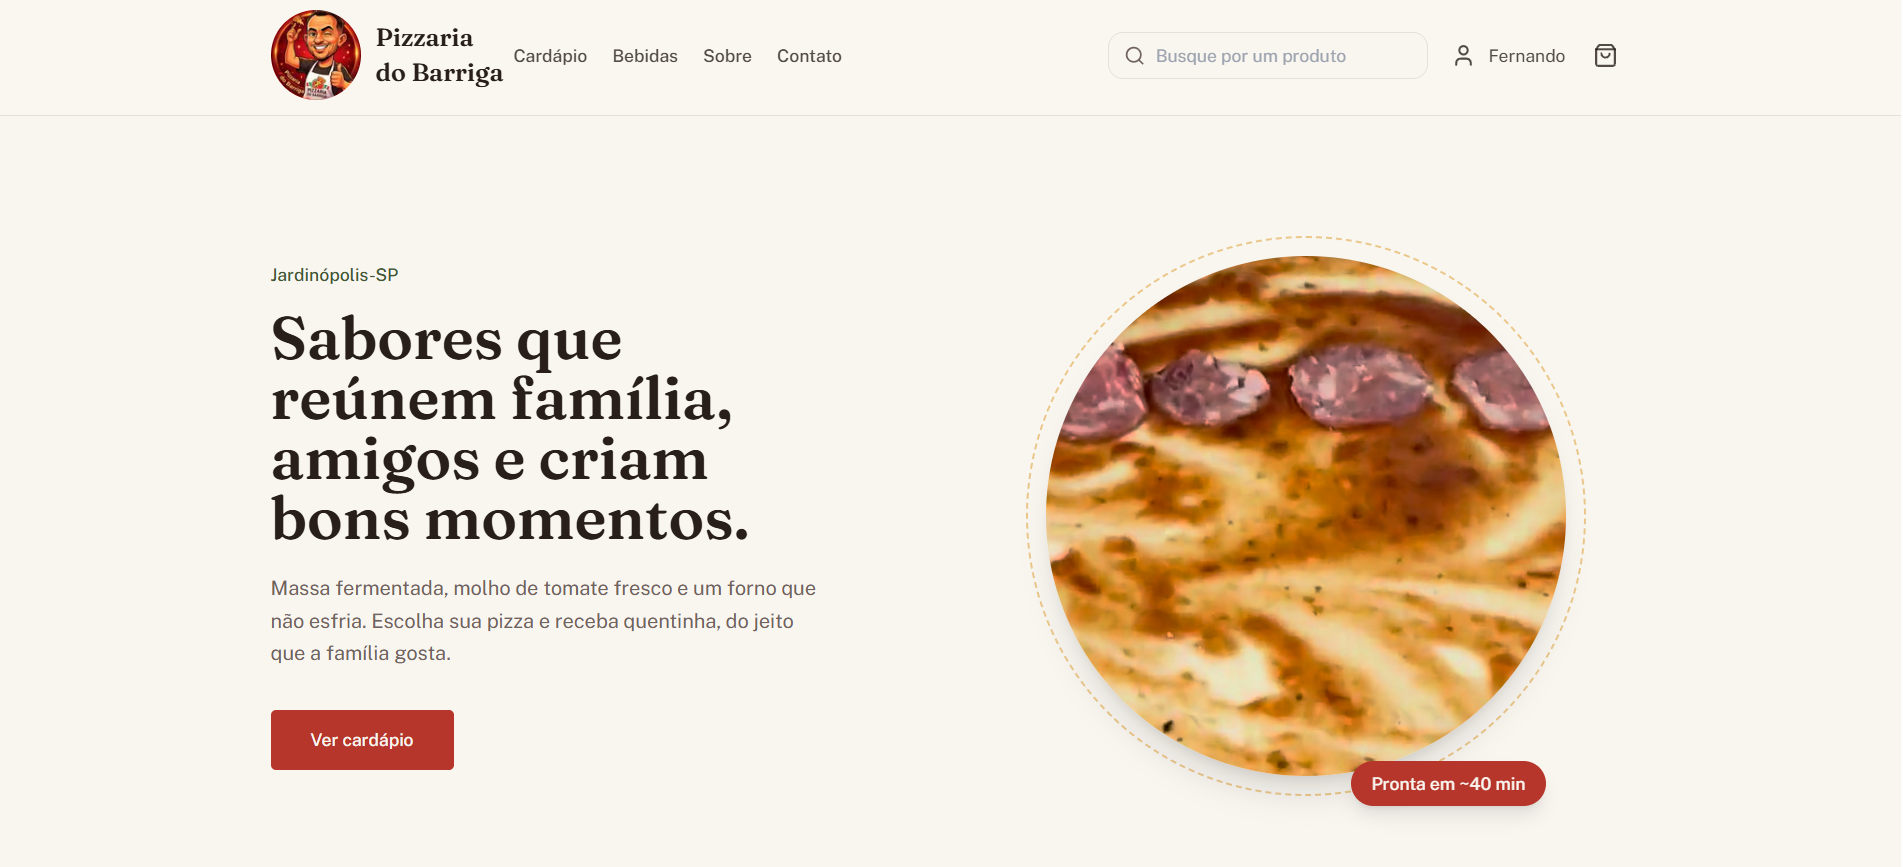 Pizzaria
do Barriga
Cardápio
Bebidas
Sobre
Contato
Busque por um produto
Fernando
Jardinópolis-SP
Sabores que
reúnem família,
amigos e criam
bons momentos.
Massa fermentada, molho de tomate fresco e um forno que
não esfria. Escolha sua pizza e receba quentinha, do jeito
que a família gosta.
Ver cardápio
Pronta em ~40 min